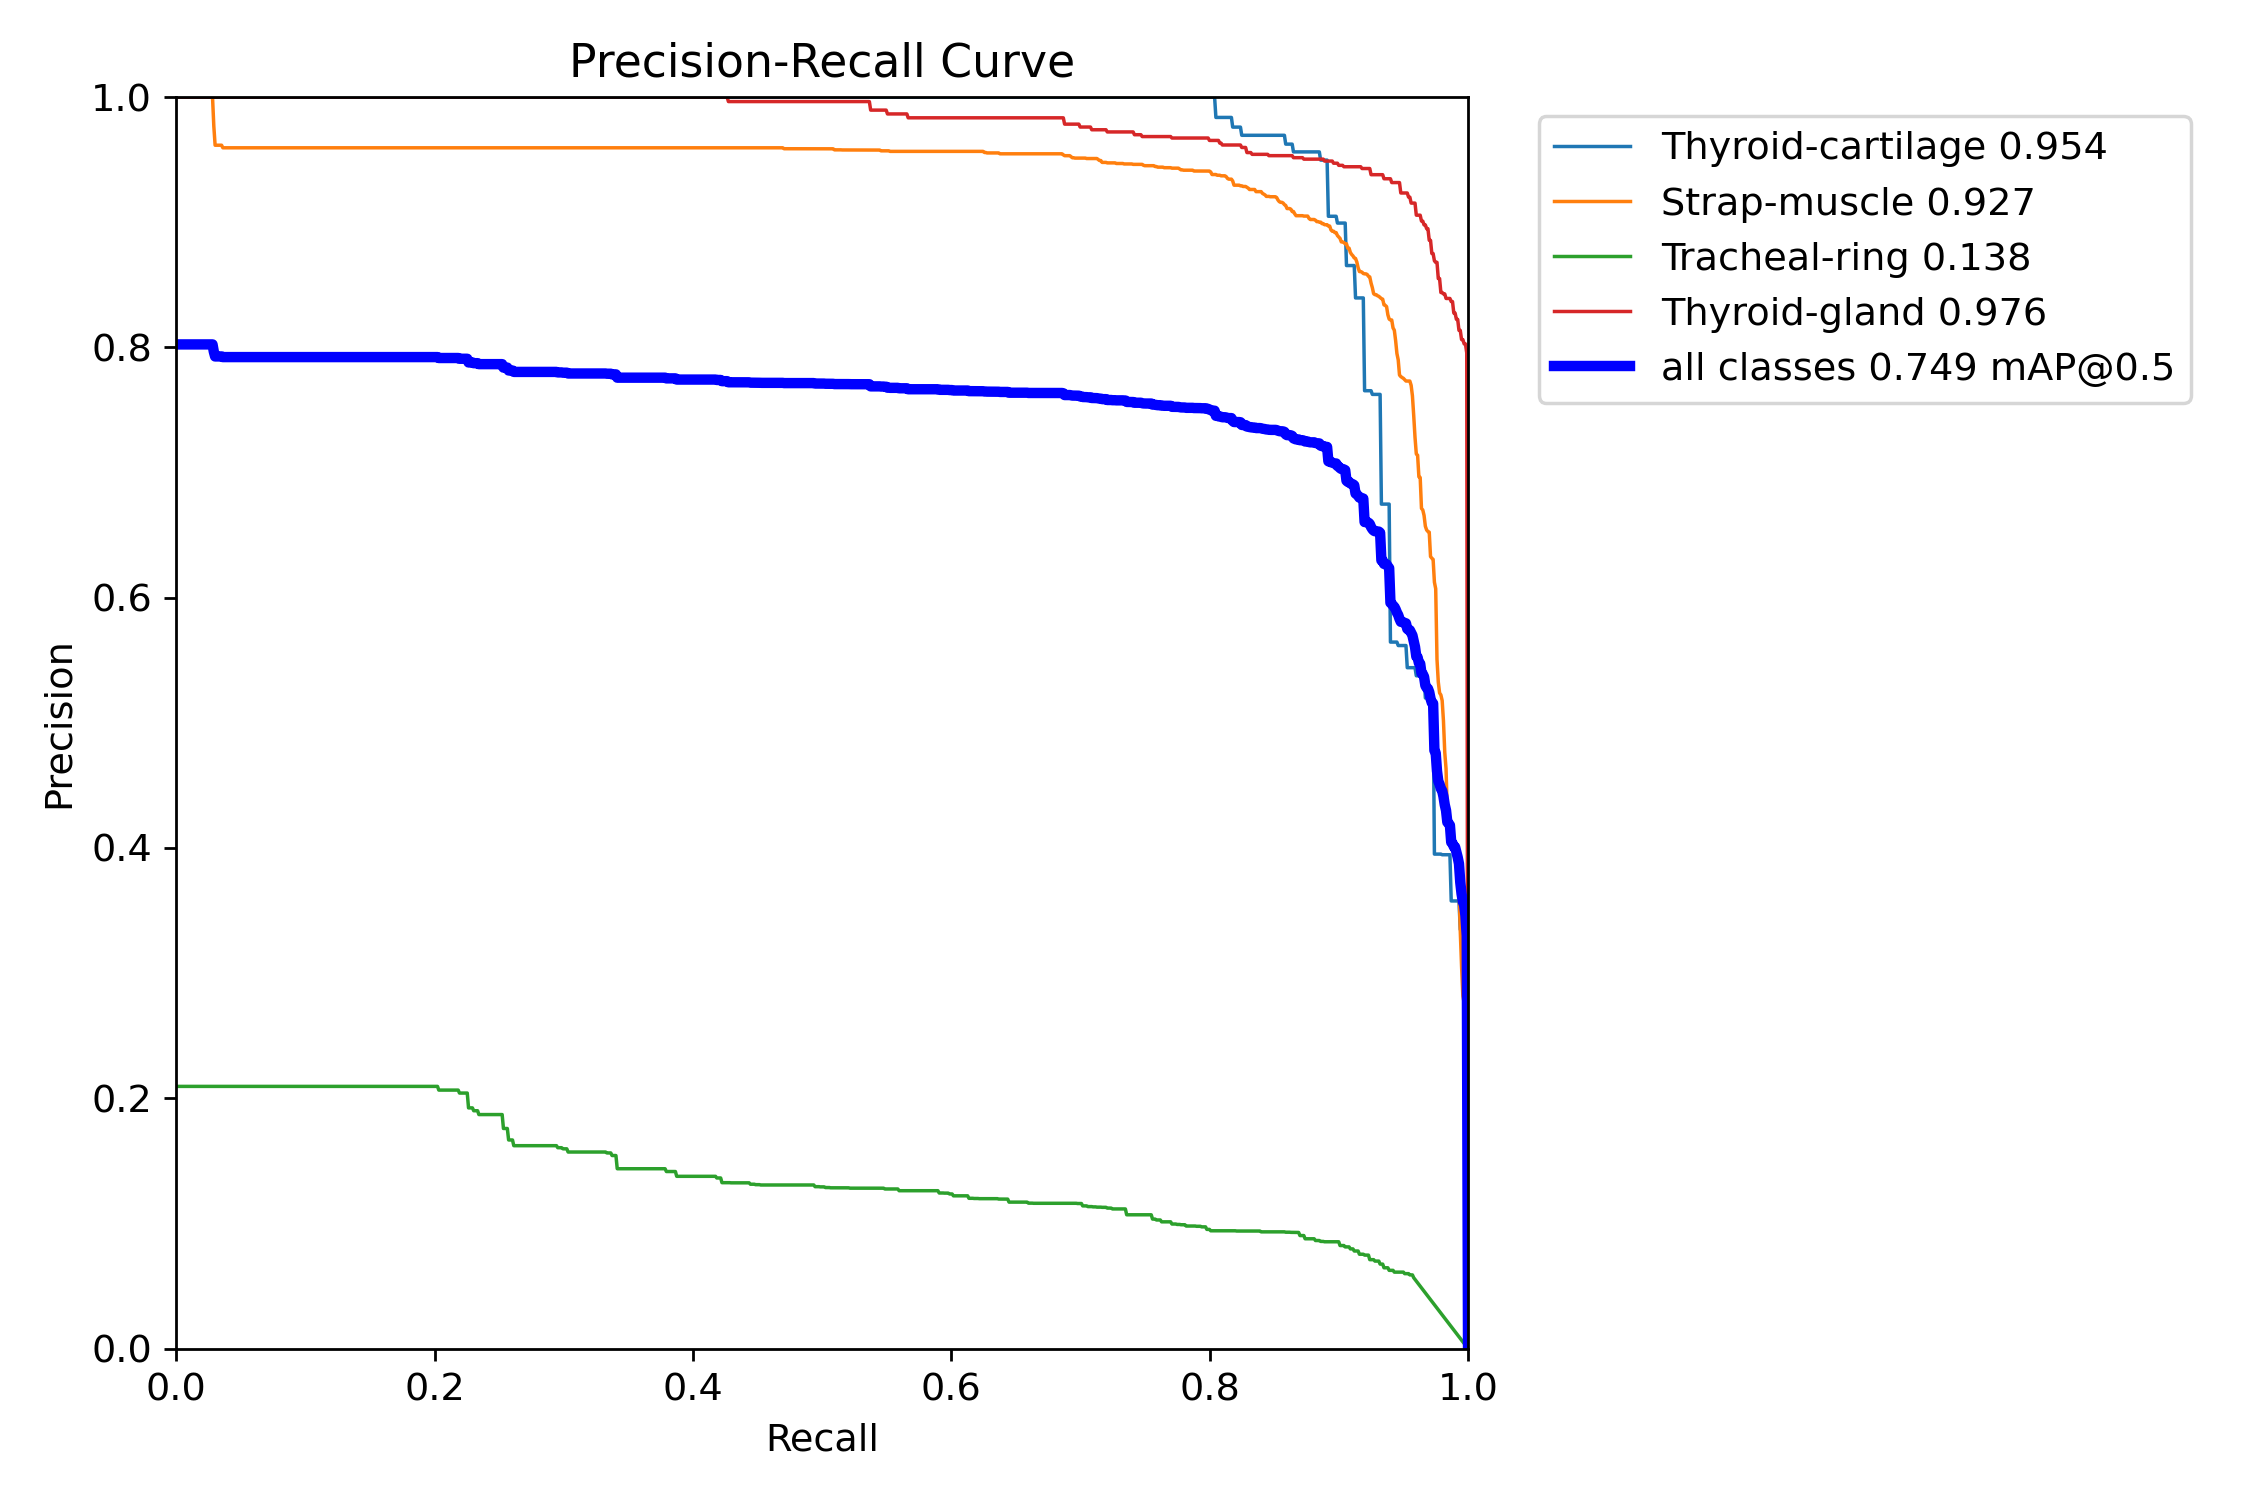 Precision-Recall Curve
1.0
0.8
0.6
0.4
0.2
0.0
Precision
0.0 0.2 0.4 0.6 0.8 1.0
Recall
Thyroid-cartilage 0.954
Strap-muscle 0.927
Tracheal-ring 0.138
Thyroid-gland 0.976
all classes 0.749 mAP@0.5